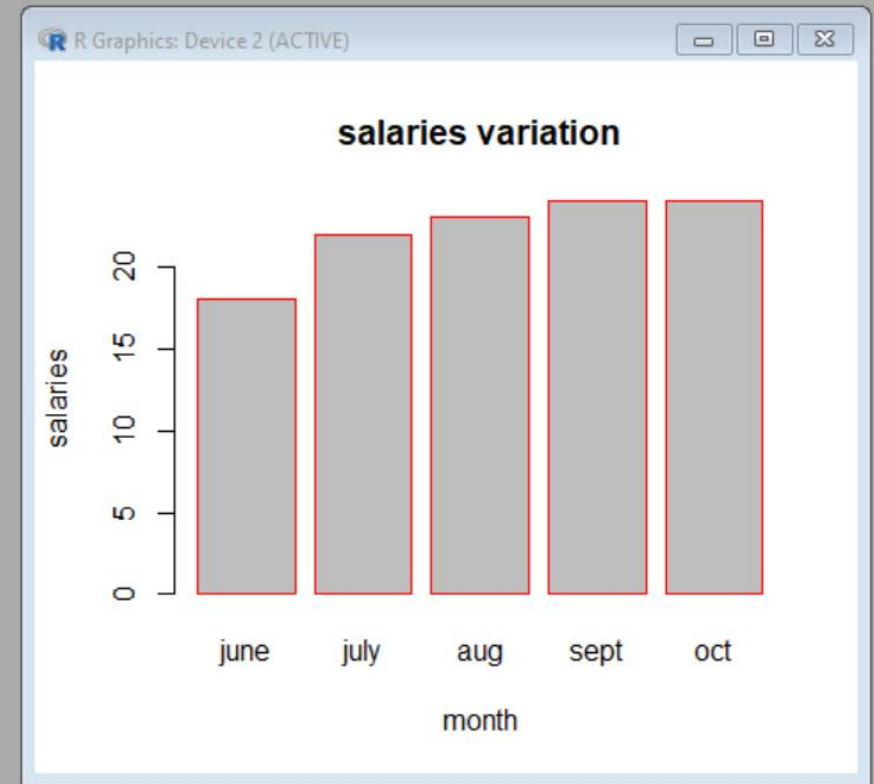 R Graphics: Device 2 (ACTIVE)
salaries variation
salaries
20
15
10
5
0
june july aug sept oct
month